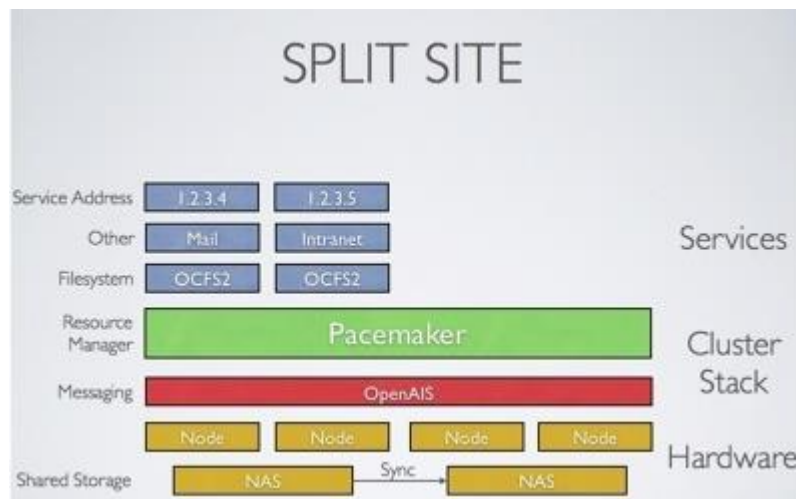 SPLIT SITE
Service Address 1.2.3.4 1.2.3.5
Other Mail Intranet Services
Filesystem OCFS2 OCFS2
Resource
Manager Pacemaker
Cluster
Stack
Messaging OpenAIS
Node Node Node Node
Hardware
Shared Storage NAS Sync NAS